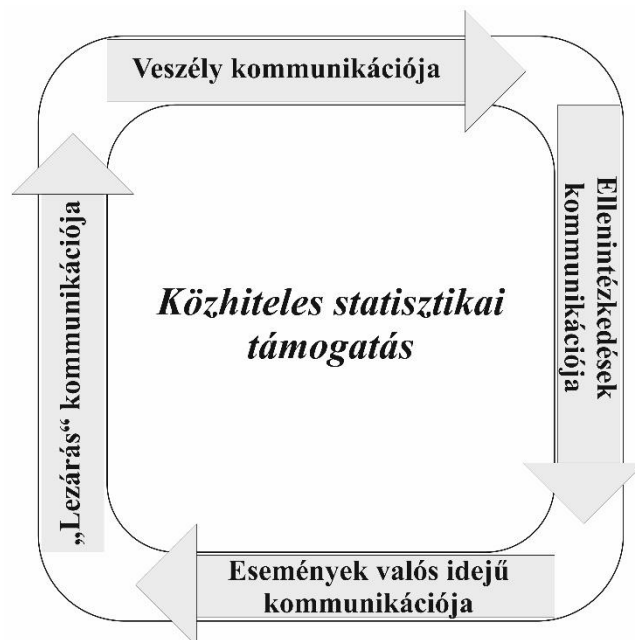 Veszély kommunikációja
Ellenintézkedések
kommunikációja
Közhiteles statisztikai
támogatás
„Lezárás“ kommunikációja
Események valós idejű
kommunikációja